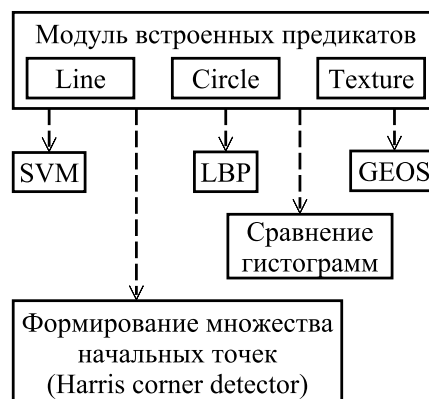 Модуль встроенных предикатов
Line Circle Texture
SVM LBP GEOS
Сравнение
гистограмм
Формирование множества
начальных точек
(Harris corner detector)